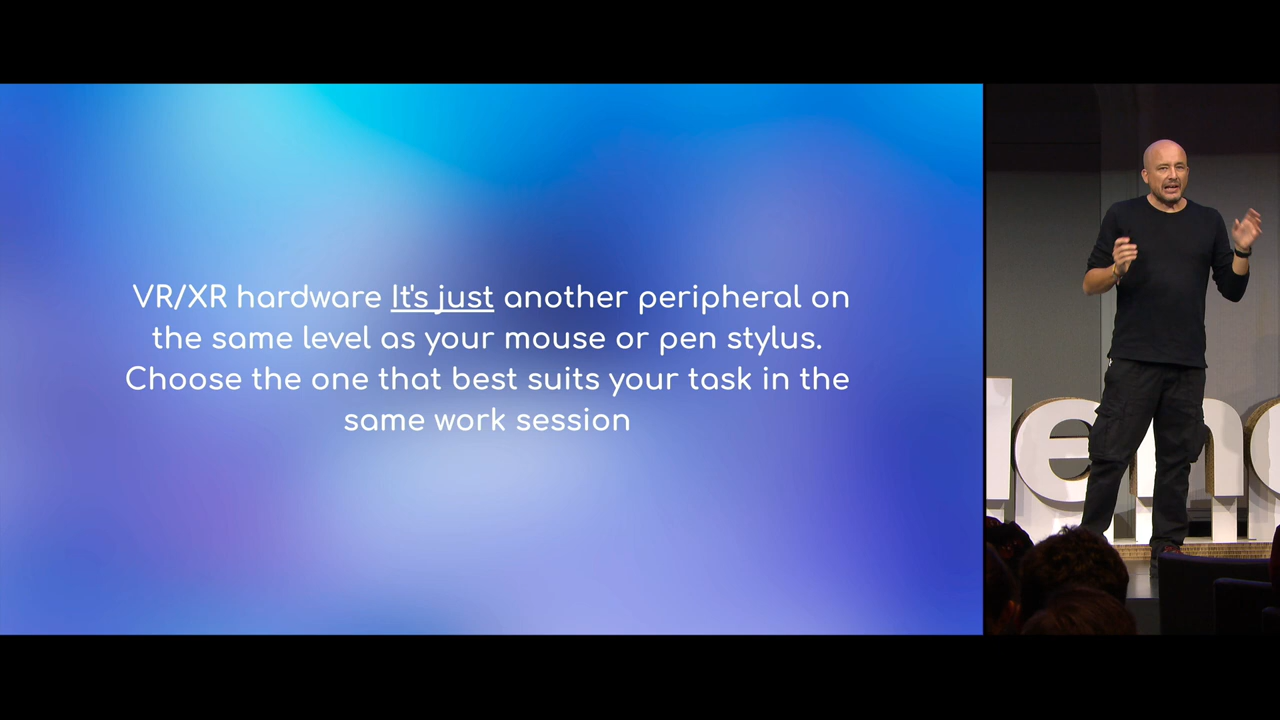 VR/XR hardware It's just another peripheral on
the same level as your mouse or pen stylus.
Choose the one that best suits your task in the
same work session